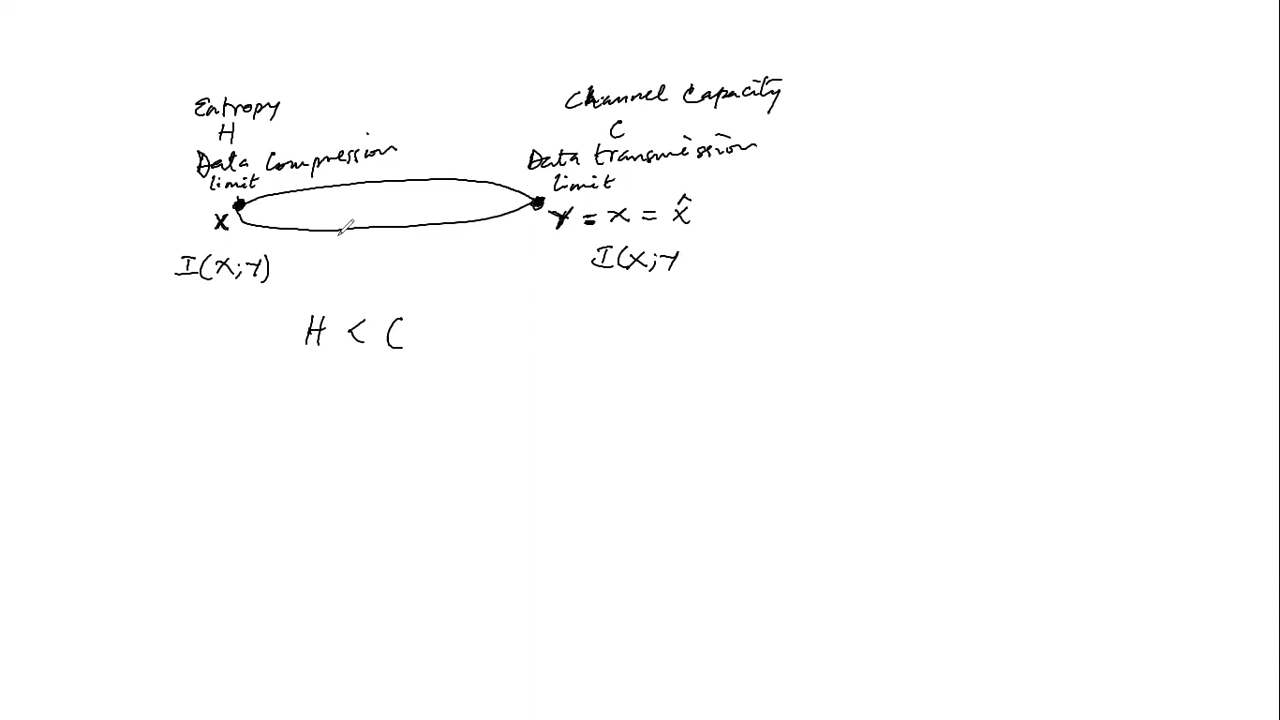 Entropy
H
Data Compression
limit
X
I(X;Y)
Channel Capacity
C
Data transmission
limit
Y = X = X̂
I(X;Y
H < C